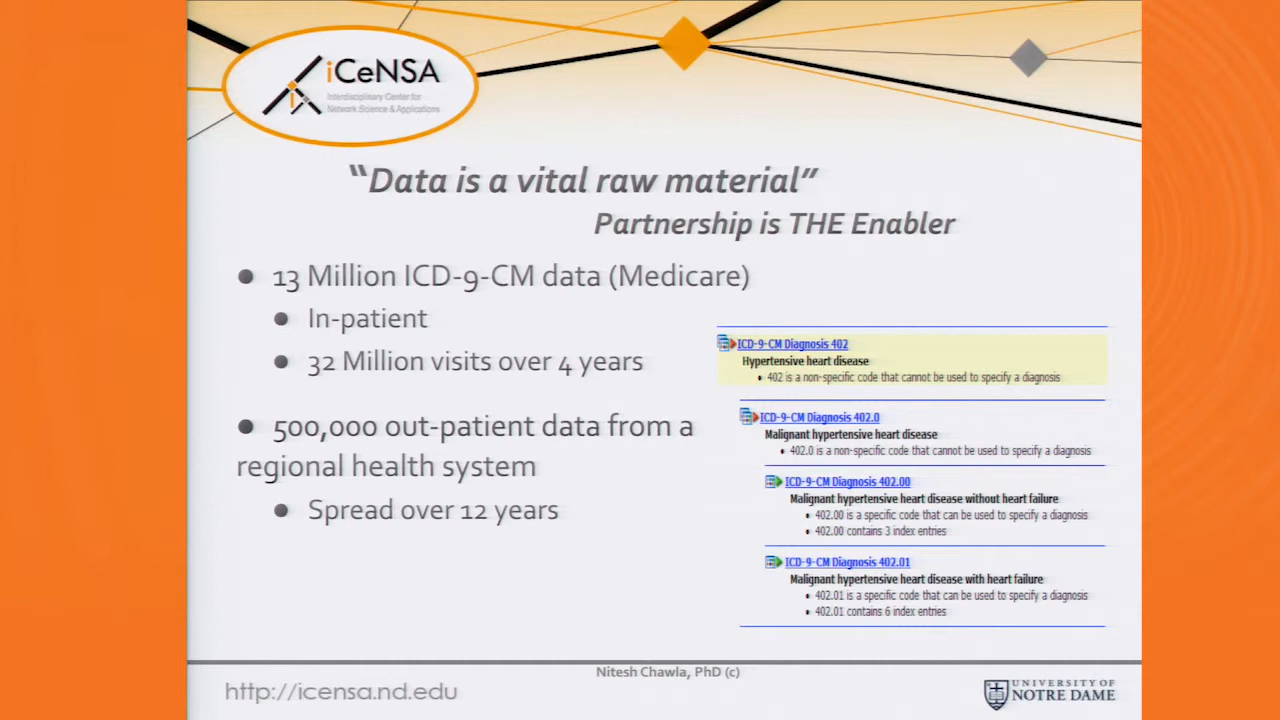 iCeNSA
Interdisciplinary Center for
Network Science & Applications
“Data is a vital raw material”
Partnership is THE Enabler
13 Million ICD-9-CM data (Medicare)
In-patient
32 Million visits over 4 years
500,000 out-patient data from a
regional health system
Spread over 12 years
ICD-9-CM Diagnosis 402
Hypertensive heart disease
402 is a non-specific code that cannot be used to specify a diagnosis
ICD-9-CM Diagnosis 402.0
Malignant hypertensive heart disease
402.0 is a non-specific code that cannot be used to specify a diagnosis
ICD-9-CM Diagnosis 402.00
Malignant hypertensive heart disease without heart failure
402.00 is a specific code that can be used to specify a diagnosis
402.00 contains 3 index entries
ICD-9-CM Diagnosis 402.01
Malignant hypertensive heart disease with heart failure
402.01 is a specific code that can be used to specify a diagnosis
402.01 contains 6 index entries
Nitesh Chawla, PhD (c)
http://icensa.nd.edu
UNIVERSITY OF
NOTRE DAME